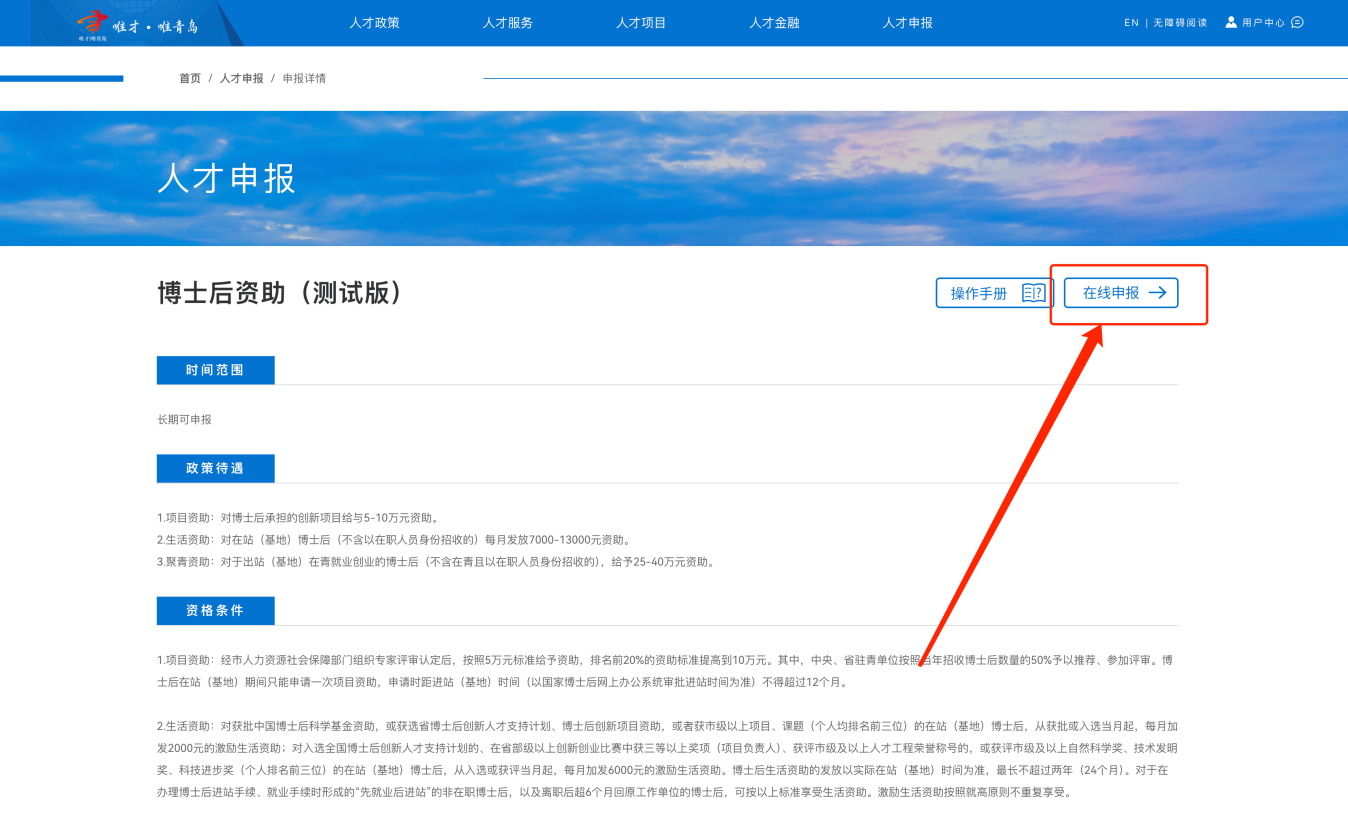 唯才·唯青岛
唯才唯青岛
人才政策 人才服务 人才项目 人才金融 人才申报
EN | 无障碍阅读 用户中心
首页 / 人才申报 / 申报详情
人才申报
博士后资助（测试版）
操作手册
在线申报
时间范围
长期可申报
政策待遇
1.项目资助：对博士后承担的创新项目给与5-10万元资助。
2.生活资助：对在站（基地）博士后（不含以在职人员身份招收的）每月发放7000-13000元资助。
3.聚青资助：对于出站（基地）在青就业创业的博士后（不含在青且以在职人员身份招收的），给予25-40万元资助。
资格条件
1.项目资助：经市人力资源社会保障部门组织专家评审认定后，按照5万元标准给予资助，排名前20%的资助标准提高到10万元。其中，中央、省驻青单位按照当年招收博士后数量的50%予以推荐、参加评审。博
士后在站（基地）期间只能申请一次项目资助，申请时距进站（基地）时间（以国家博士后网上办公系统审批进站时间为准）不得超过12个月。
2.生活资助：对获批中国博士后科学基金资助，或获选省博士后创新人才支持计划、博士后创新项目资助，或者获市级以上项目、课题（个人均排名前三位）的在站（基地）博士后，从获批或入选当月起，每月加
发2000元的激励生活资助；对入选全国博士后创新人才支持计划的、在省部级以上创新创业比赛中获三等以上奖项（项目负责人）、获评市级及以上人才工程荣誉称号的，或获评市级及以上自然科学奖、技术发明
奖、科技进步奖（个人排名前三位）的在站（基地）博士后，从入选或获评当月起，每月加发6000元的激励生活资助。博士后生活资助的发放以实际在站（基地）时间为准，最长不超过两年（24个月）。对于在
办理博士后进站手续、就业手续时形成的“先就业后进站”的非在职博士后，以及离职后超6个月回原工作单位的博士后，可按以上标准享受生活资助。激励生活资助按照就高原则不重复享受。